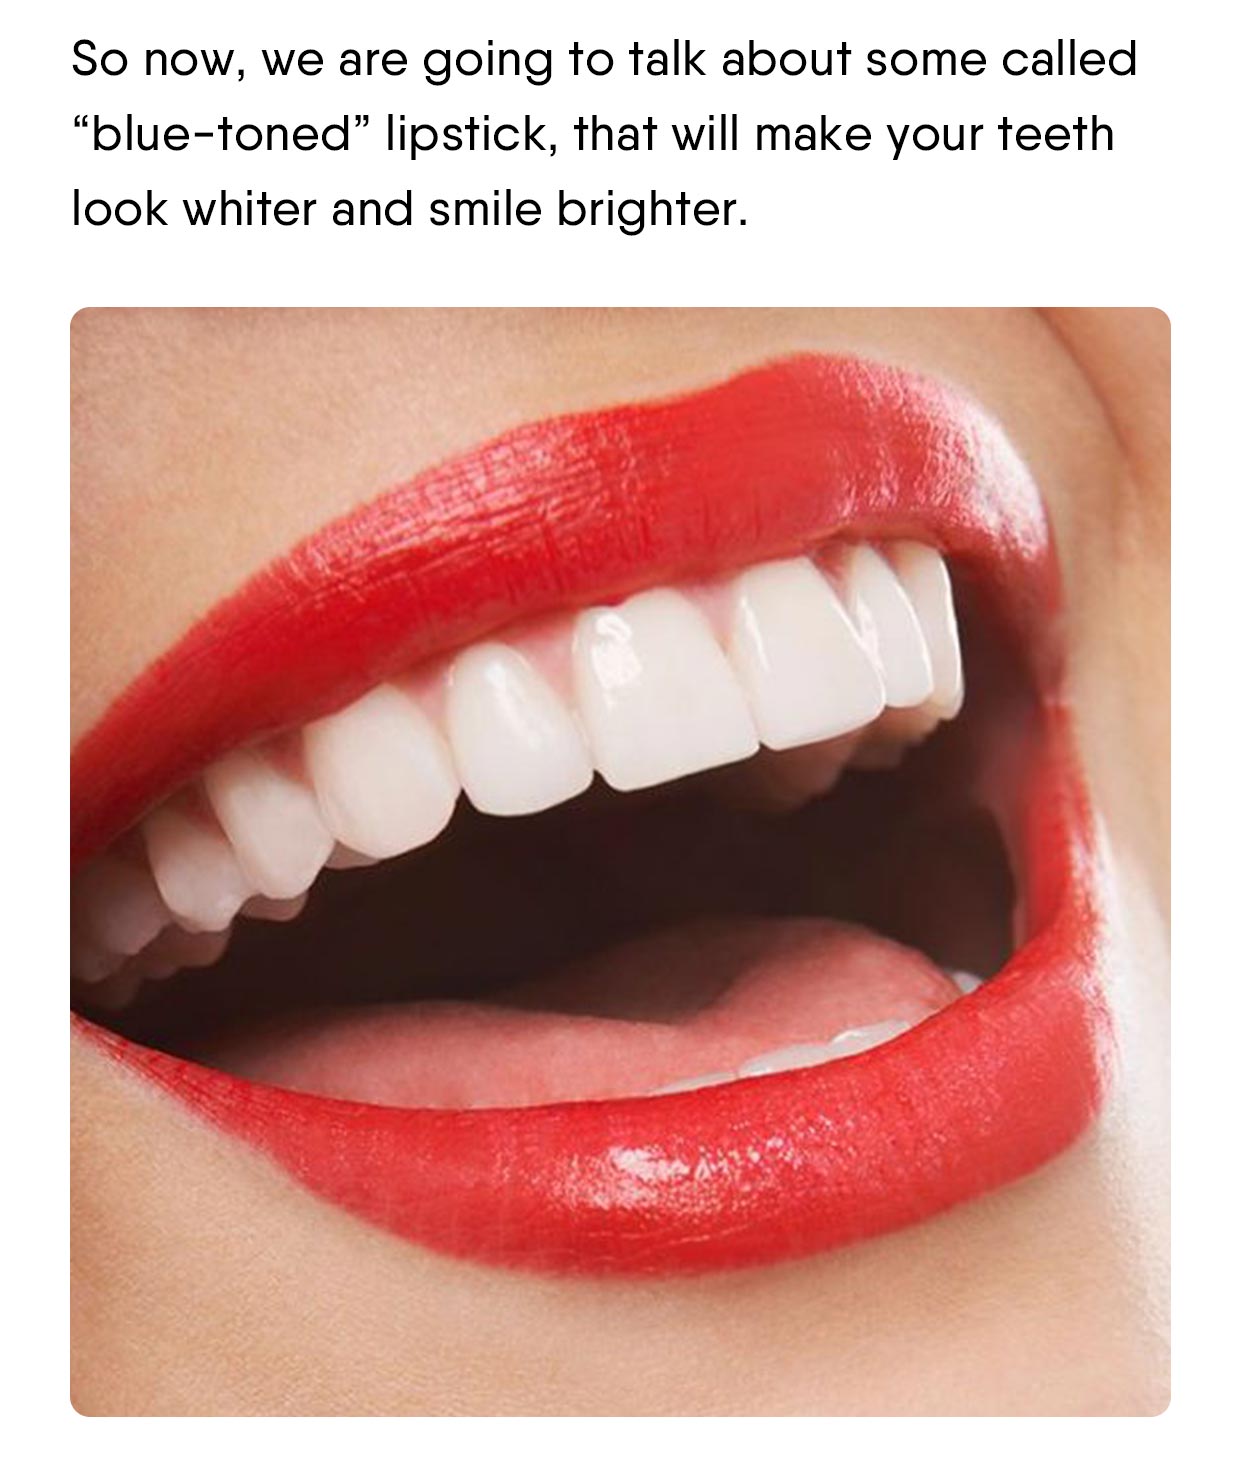 So now, we are going to talk about some called
“blue-toned” lipstick, that will make your teeth
look whiter and smile brighter.